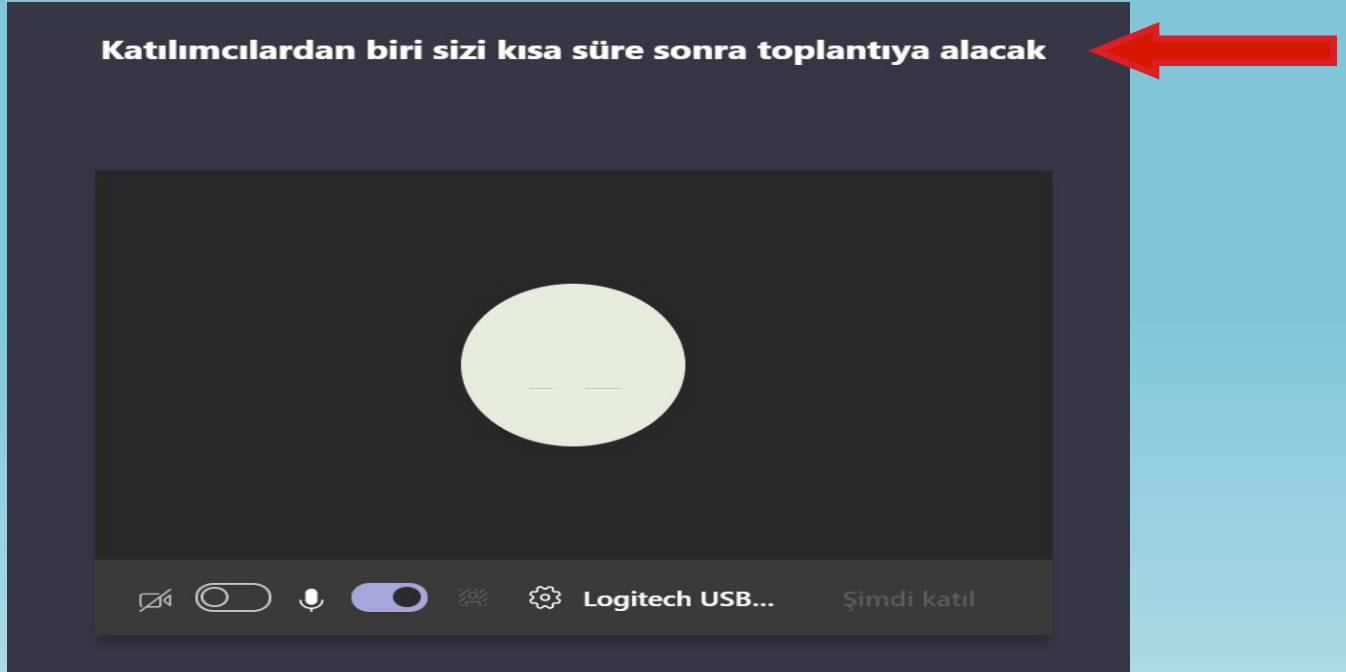 Katılımcılardan biri sizi kısa süre sonra toplantıya alacak
Logitech USB... Şimdi katıl